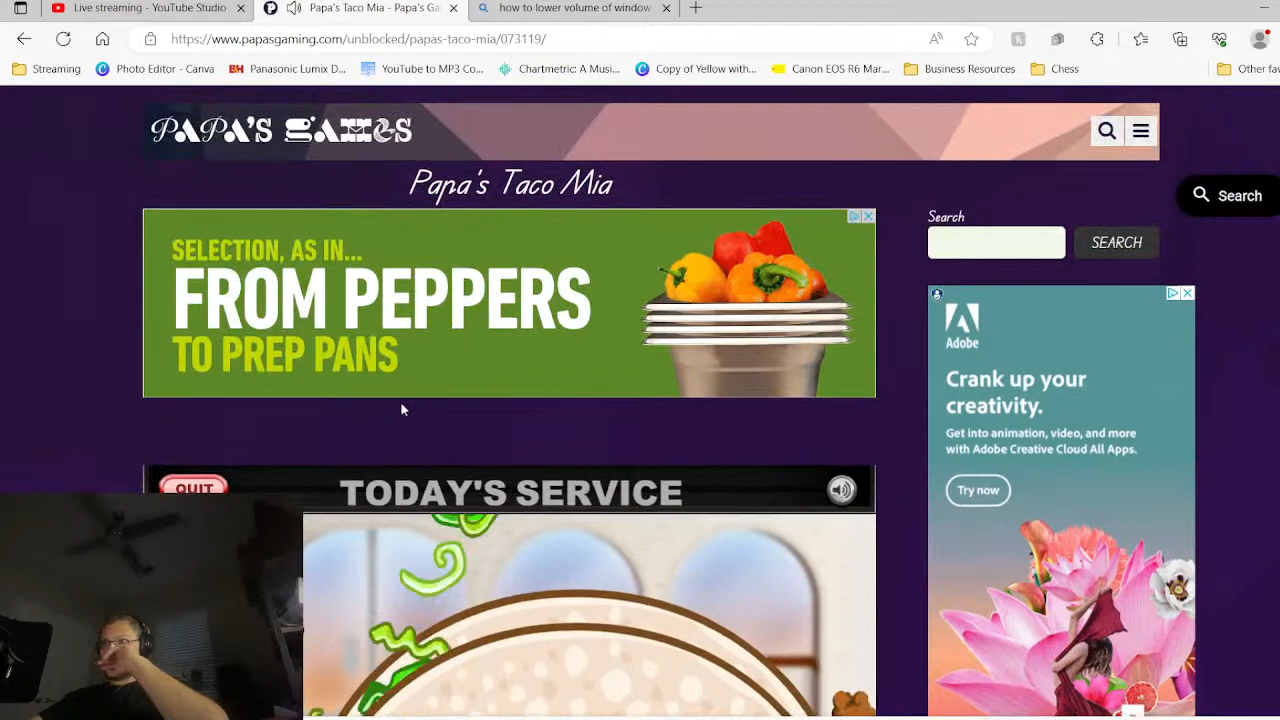 Live streaming - YouTube Studio
Papa's Taco Mia - Papa's Ga
how to lower volume of window
https://www.papasgaming.com/unblocked/papas-taco-mia/073119/
Streaming
Photo Editor - Canva
Panasonic Lumix D...
YouTube to MP3 Co...
Chartmetric: A Musi...
Copy of Yellow with...
Canon EOS R6 Mar...
Business Resources
Chess
Other fav
PAPA'S GAMES
Papa's Taco Mia
Search
Search
SEARCH
SELECTION, AS IN...
FROM PEPPERS
TO PREP PANS
Adobe
Crank up your
creativity.
Get into animation, video, and more
with Adobe Creative Cloud All Apps.
Try now
QUIT
TODAY'S SERVICE